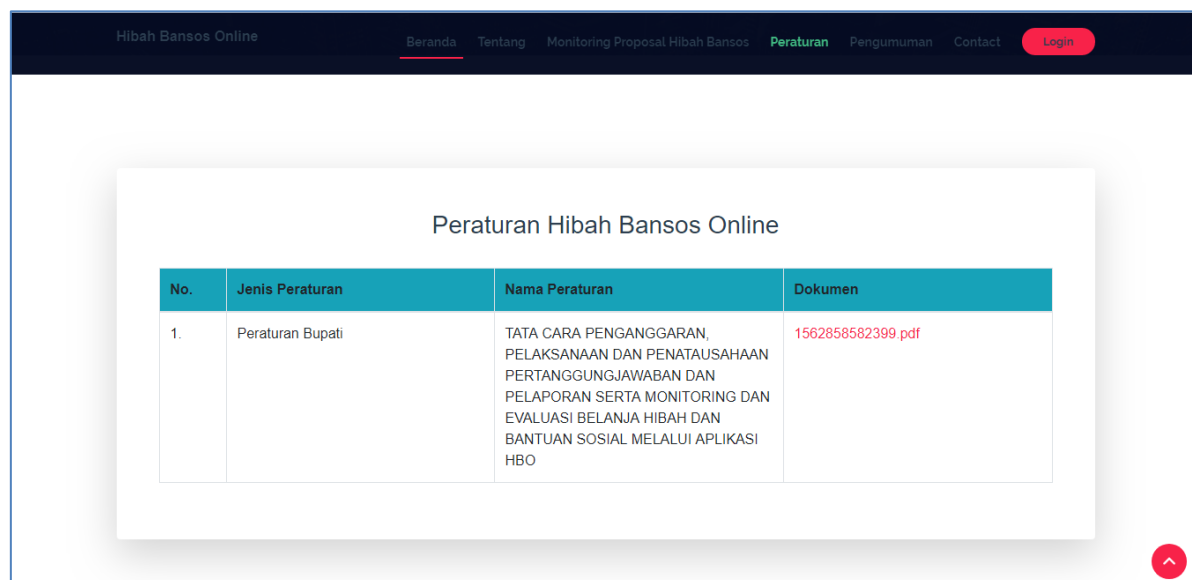 Hibah Bansos Online
Beranda Tentang Monitoring Proposal Hibah Bansos Peraturan Pengumuman Contact Login
Peraturan Hibah Bansos Online
No. Jenis Peraturan Nama Peraturan Dokumen
1. Peraturan Bupati TATA CARA PENGANGGARAN, 1562858582399.pdf
PELAKSANAAN DAN PENATAUSAHAAN
PERTANGGUNGJAWABAN DAN
PELAPORAN SERTA MONITORING DAN
EVALUASI BELANJA HIBAH DAN
BANTUAN SOSIAL MELALUI APLIKASI
HBO